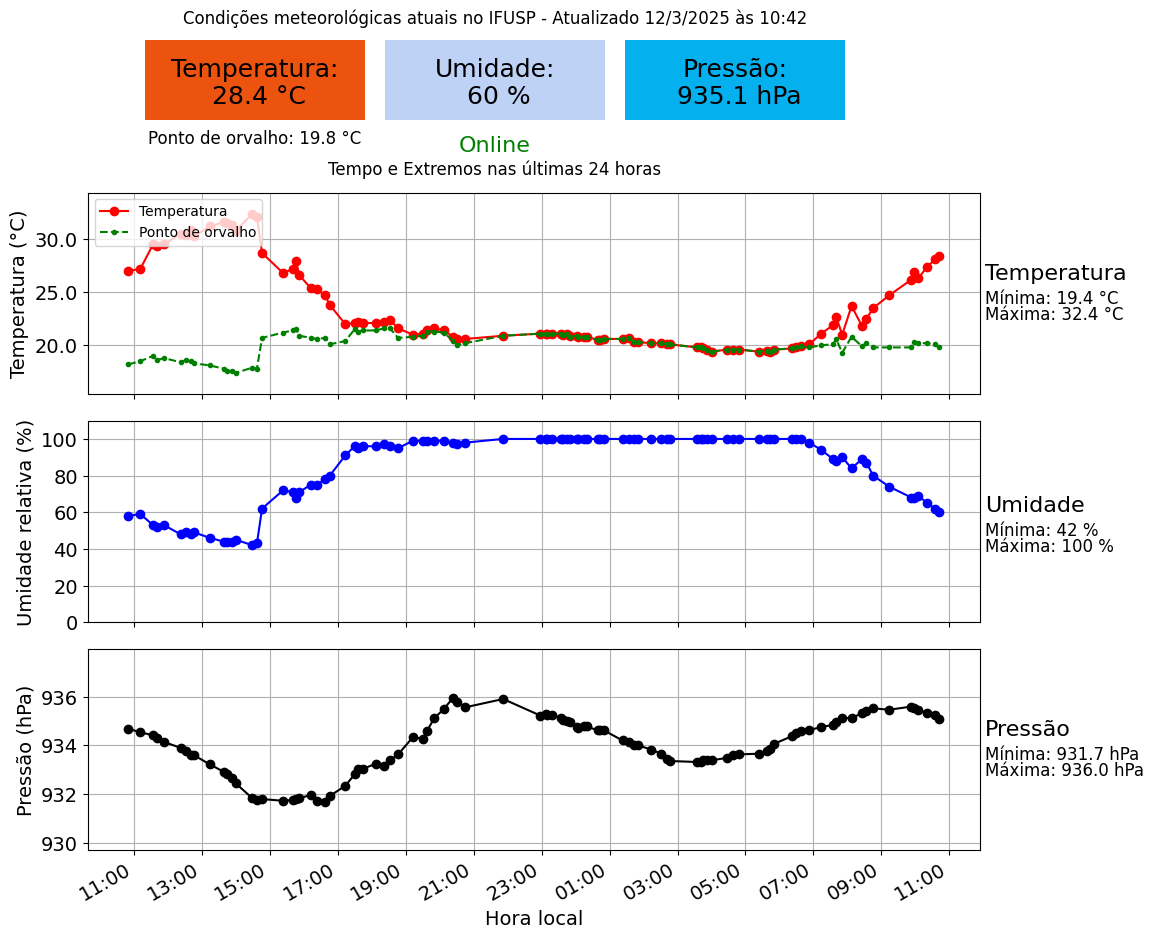 Condições meteorológicas atuais no IFUSP - Atualizado 12/3/2025 às 10:42
Temperatura:
28.4 °C
Umidade:
60 %
Pressão:
935.1 hPa
Ponto de orvalho: 19.8 °C
Online
Tempo e Extremos nas últimas 24 horas
Temperatura (°C)
30.0
25.0
20.0
Temperatura
Ponto de orvalho
Temperatura
Mínima: 19.4 °C
Máxima: 32.4 °C
Umidade relativa (%)
100
80
60
40
20
0
Umidade
Mínima: 42 %
Máxima: 100 %
Pressão (hPa)
936
934
932
930
Pressão
Mínima: 931.7 hPa
Máxima: 936.0 hPa
11:00
13:00
15:00
17:00
19:00
21:00
23:00
01:00
03:00
05:00
07:00
09:00
11:00
Hora local